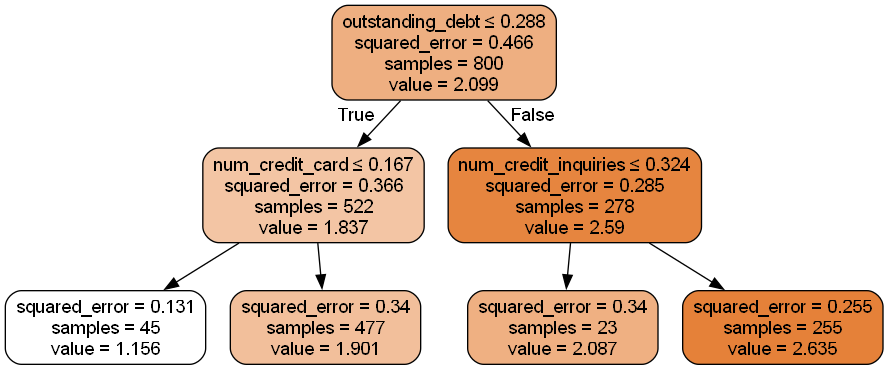 outstanding_debt ≤ 0.288
squared_error = 0.466
samples = 800
value = 2.099
True
False
num_credit_card ≤ 0.167
squared_error = 0.366
samples = 522
value = 1.837
num_credit_inquiries ≤ 0.324
squared_error = 0.285
samples = 278
value = 2.59
squared_error = 0.131
samples = 45
value = 1.156
squared_error = 0.34
samples = 477
value = 1.901
squared_error = 0.34
samples = 23
value = 2.087
squared_error = 0.255
samples = 255
value = 2.635